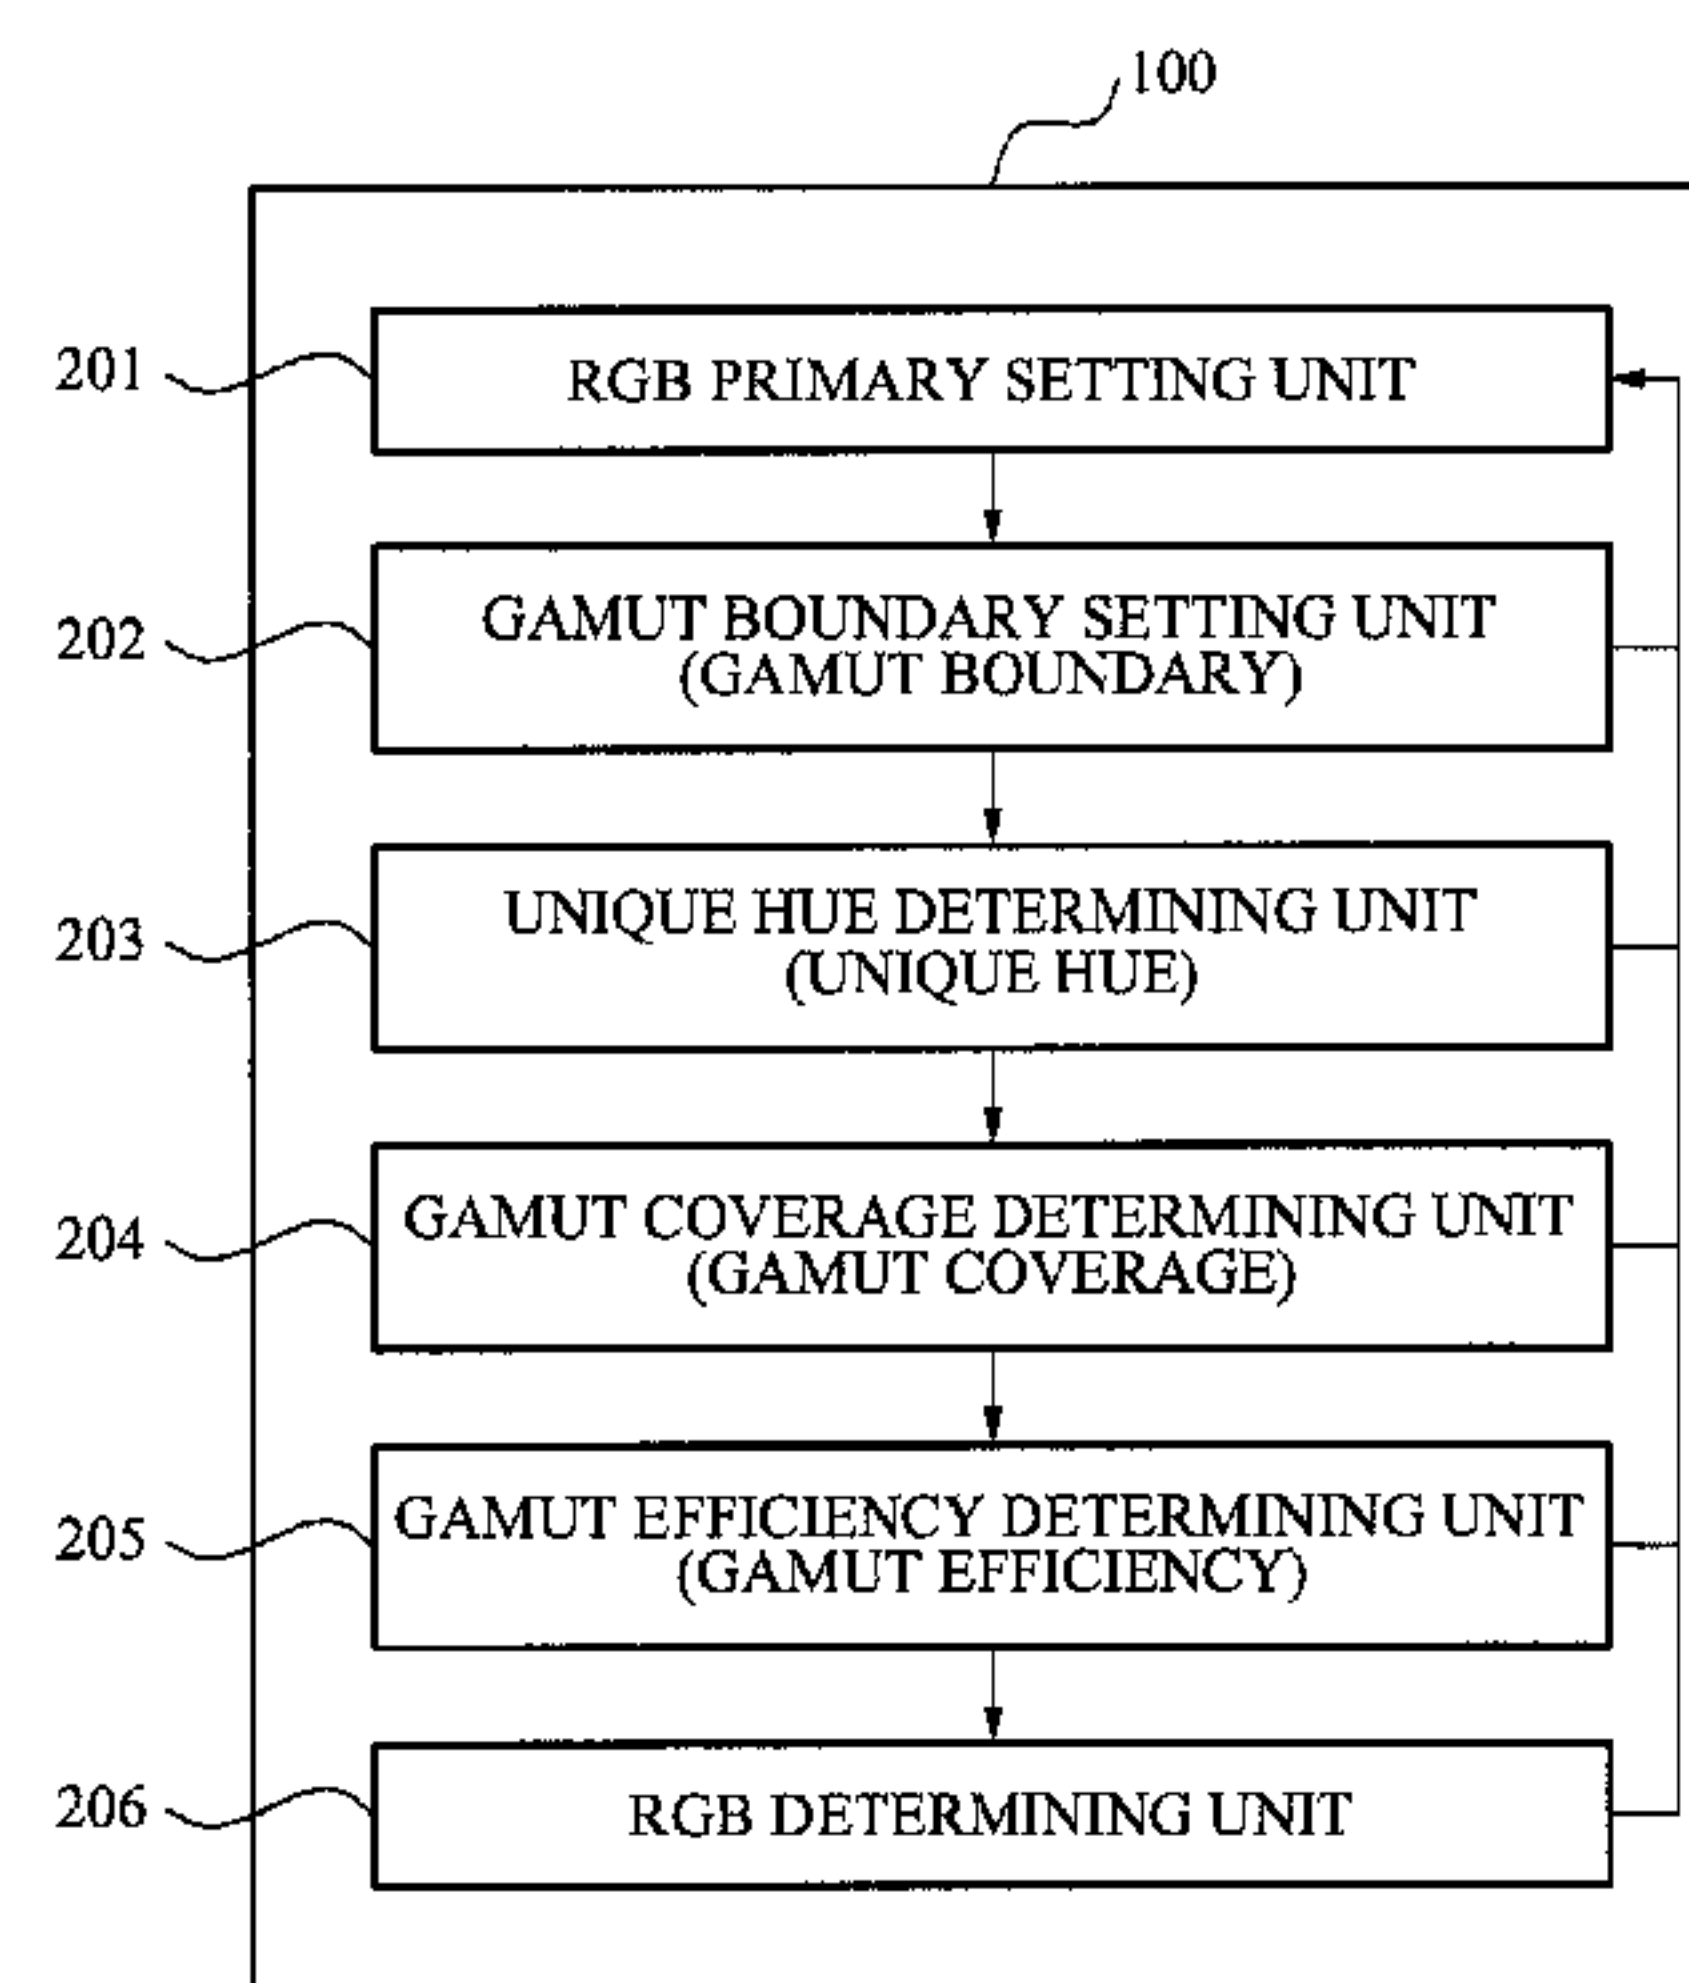 100
201
RGB PRIMARY SETTING UNIT
202
GAMUT BOUNDARY SETTING UNIT
(GAMUT BOUNDARY)
203
UNIQUE HUE DETERMINING UNIT
(UNIQUE HUE)
204
GAMUT COVERAGE DETERMINING UNIT
(GAMUT COVERAGE)
205
GAMUT EFFICIENCY DETERMINING UNIT
(GAMUT EFFICIENCY)
206
RGB DETERMINING UNIT